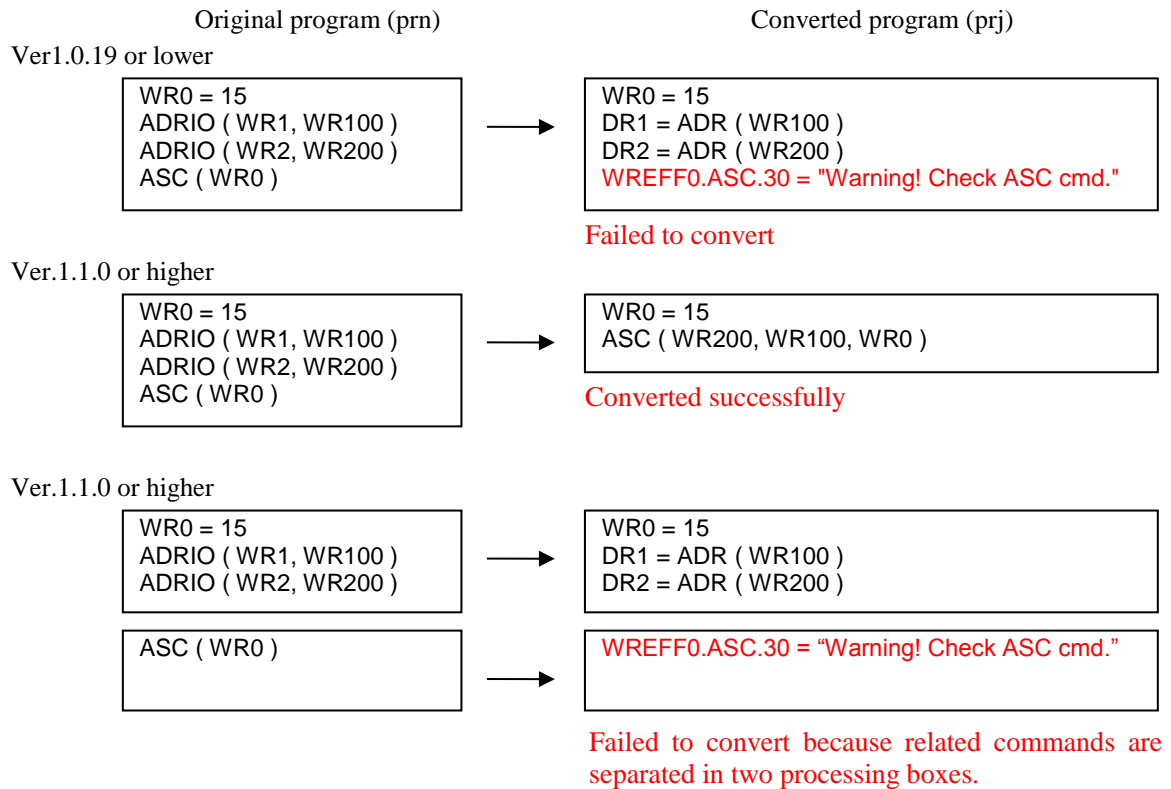 Original program (prn)
Converted program (prj)
Ver1.0.19 or lower
WR0 = 15
ADRIO ( WR1, WR100 )
ADRIO ( WR2, WR200 )
ASC ( WR0 )
WR0 = 15
DR1 = ADR ( WR100 )
DR2 = ADR ( WR200 )
WREFF0.ASC.30 = "Warning! Check ASC cmd."
Failed to convert
Ver.1.1.0 or higher
WR0 = 15
ADRIO ( WR1, WR100 )
ADRIO ( WR2, WR200 )
ASC ( WR0 )
WR0 = 15
ASC ( WR200, WR100, WR0 )
Converted successfully
Ver.1.1.0 or higher
WR0 = 15
ADRIO ( WR1, WR100 )
ADRIO ( WR2, WR200 )
WR0 = 15
DR1 = ADR ( WR100 )
DR2 = ADR ( WR200 )
ASC ( WR0 )
WREFF0.ASC.30 = “Warning! Check ASC cmd.”
Failed to convert because related commands are
separated in two processing boxes.